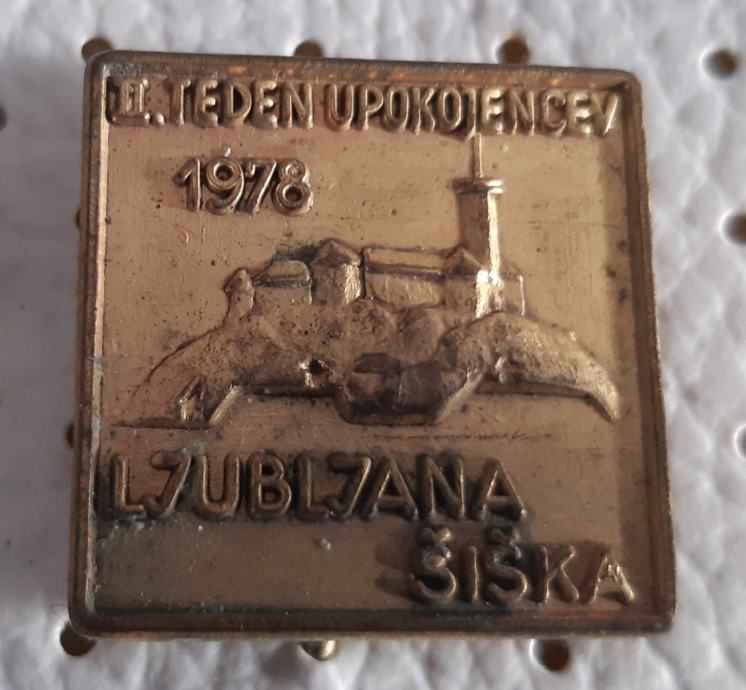 II. TEDEN UPOKOJENCEV
1978
LJUBLJANA
ŠIŠKA